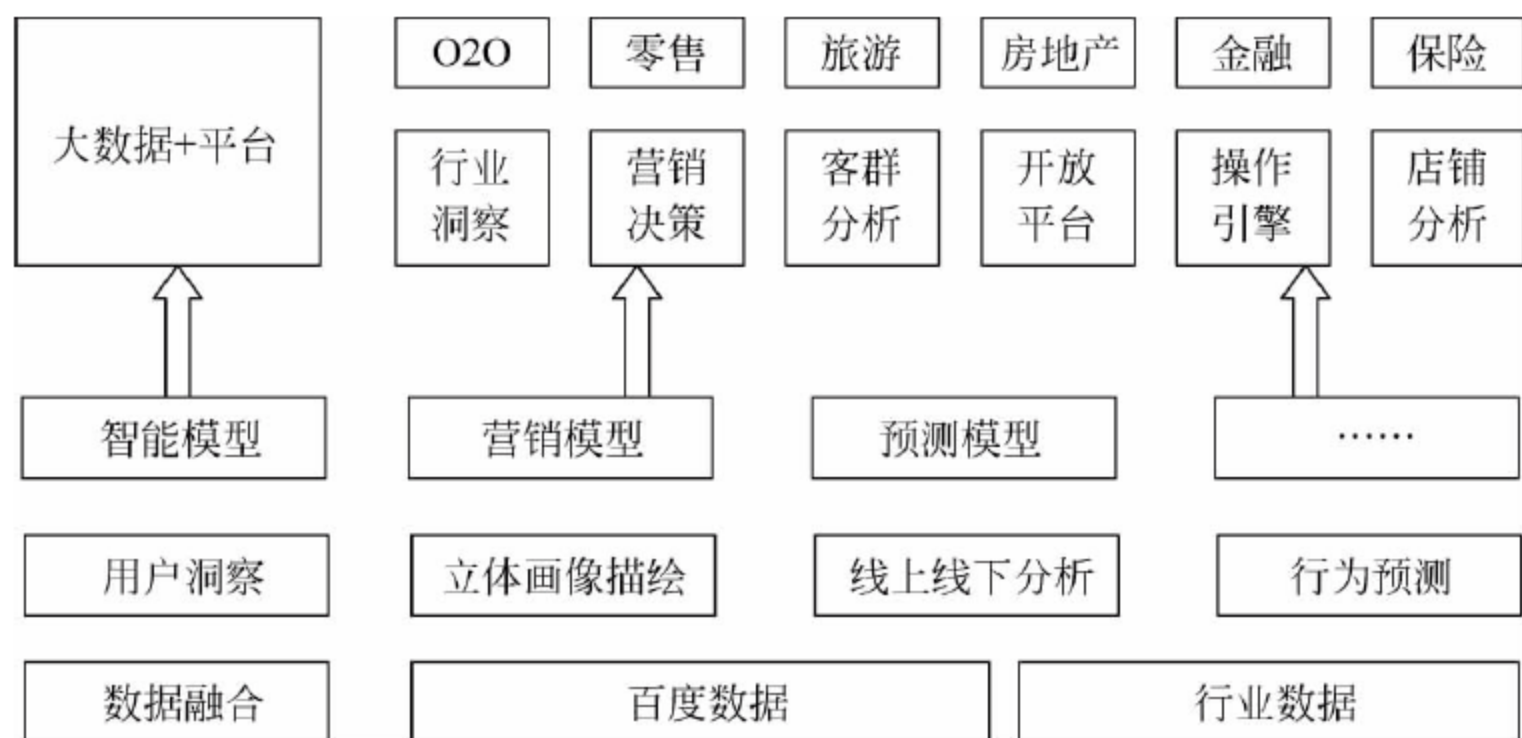 大数据+平台
O2O
零售
旅游
房地产
金融
保险
行业
洞察
营销
决策
客群
分析
开放
平台
操作
引擎
店铺
分析
智能模型
营销模型
预测模型
……
用户洞察
立体画像描绘
线上线下分析
行为预测
数据融合
百度数据
行业数据